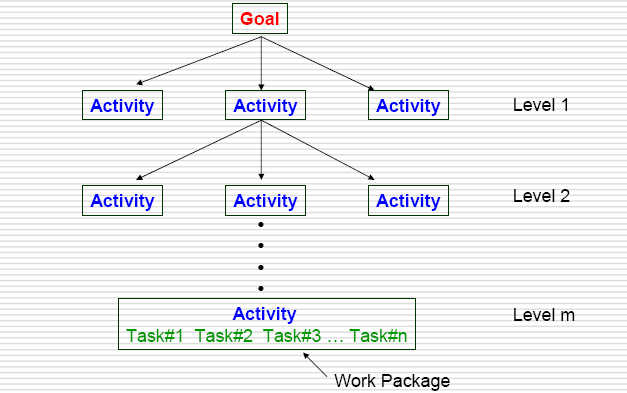 Goal
Activity Activity Activity Level 1
Activity Activity Activity Level 2
Activity
Level m
Task#1 Task#2 Task#3 ... Task#n
Work Package